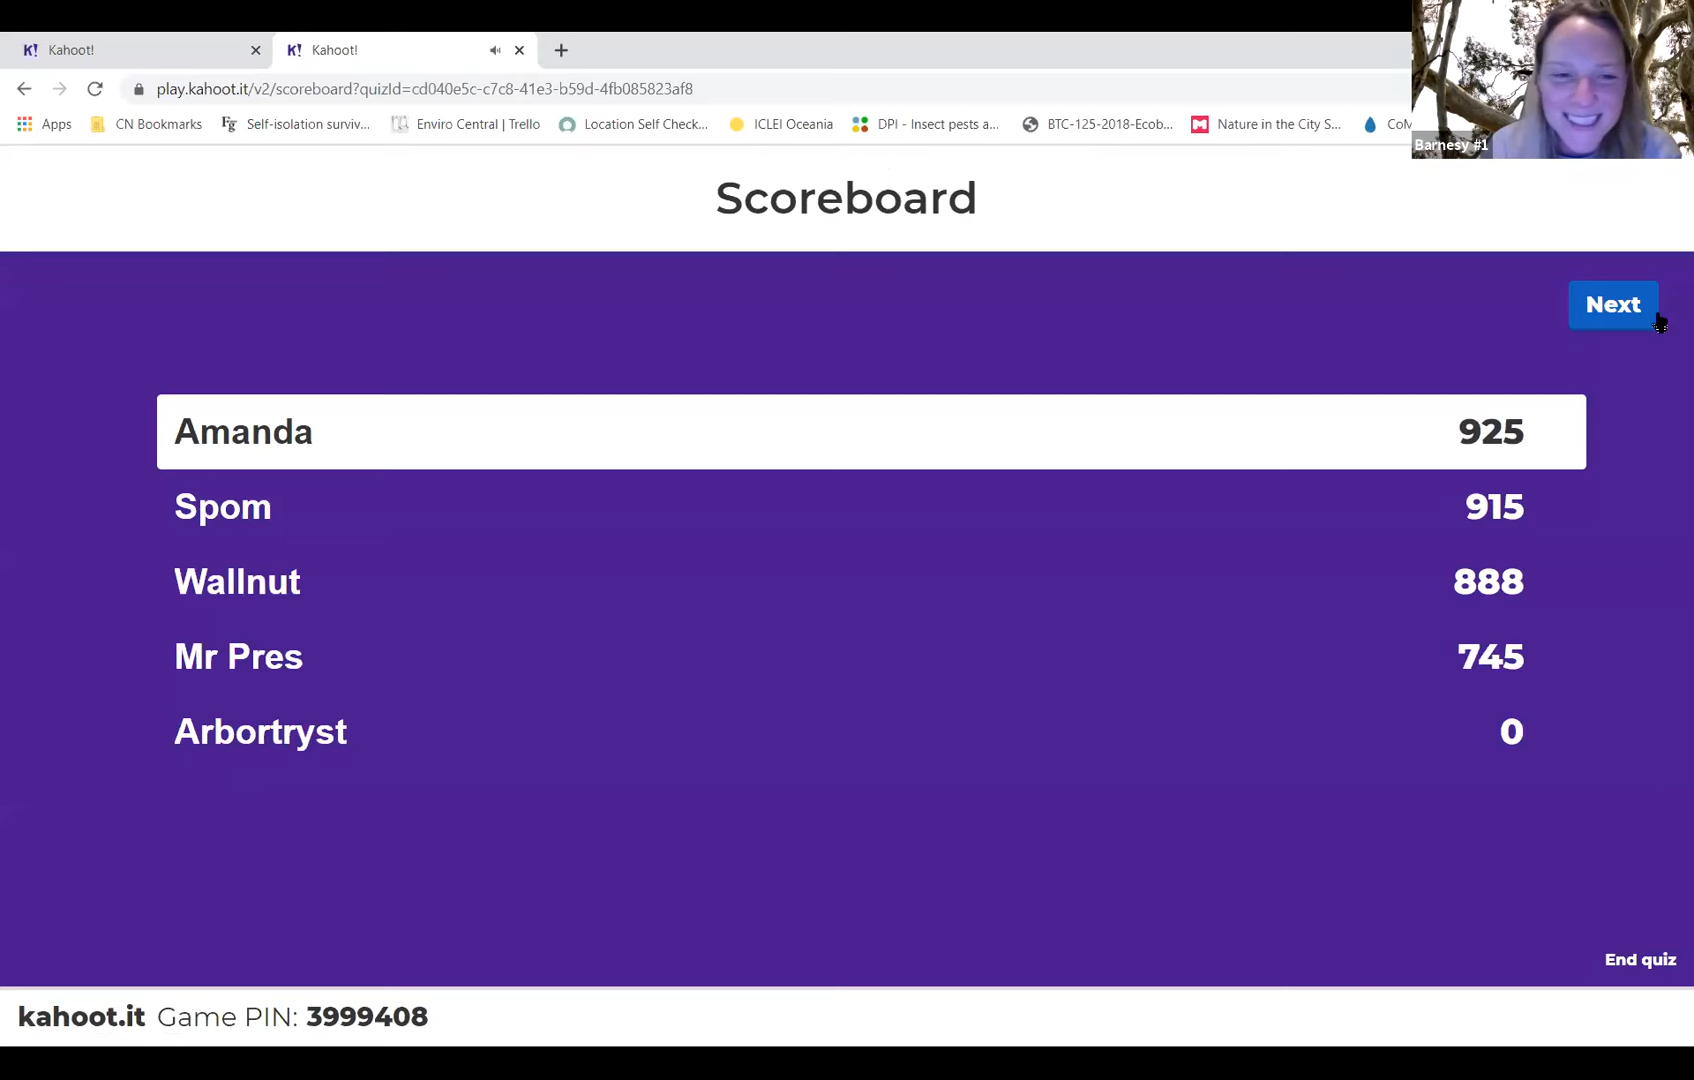 K! Kahoot!
K! Kahoot!
play.kahoot.it/v2/scoreboard?quizId=cd040e5c-c7c8-41e3-b59d-4fb085823af8
Apps CN Bookmarks Fg Self-isolation surviv... Enviro Central | Trello Location Self Check... ICLEI Oceania DPI - Insect pests a... BTC-125-2018-Ecob... Nature in the City S... CoM
Barnesy #1
Scoreboard
Next
Amanda 925
Spom 915
Wallnut 888
Mr Pres 745
Arbortryst 0
End quiz
kahoot.it Game PIN: 3999408